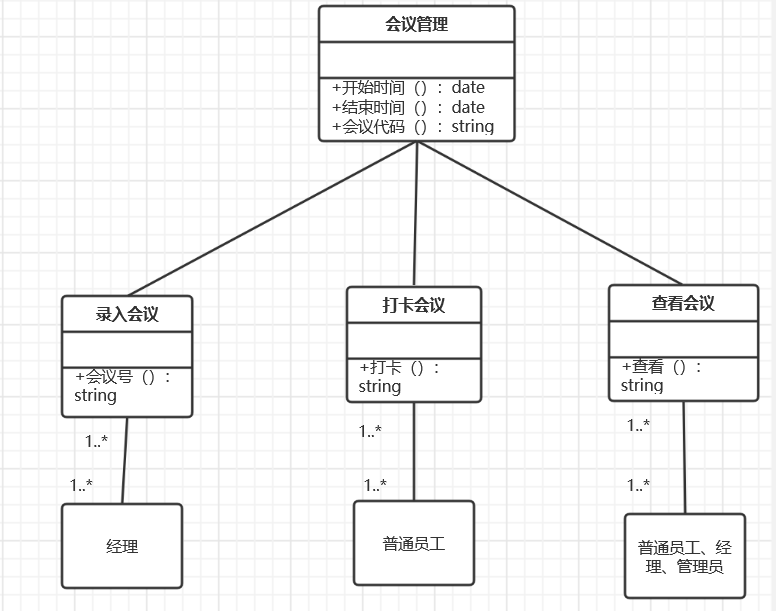 会议管理
+开始时间（）：date
+结束时间（）：date
+会议代码（）：string
录入会议
+会议号（）：
string
打卡会议
+打卡（）：
string
查看会议
+查看（）：
string
1..*
1..*
1..*
1..*
1..*
1..*
经理
普通员工
普通员工、经
理、管理员